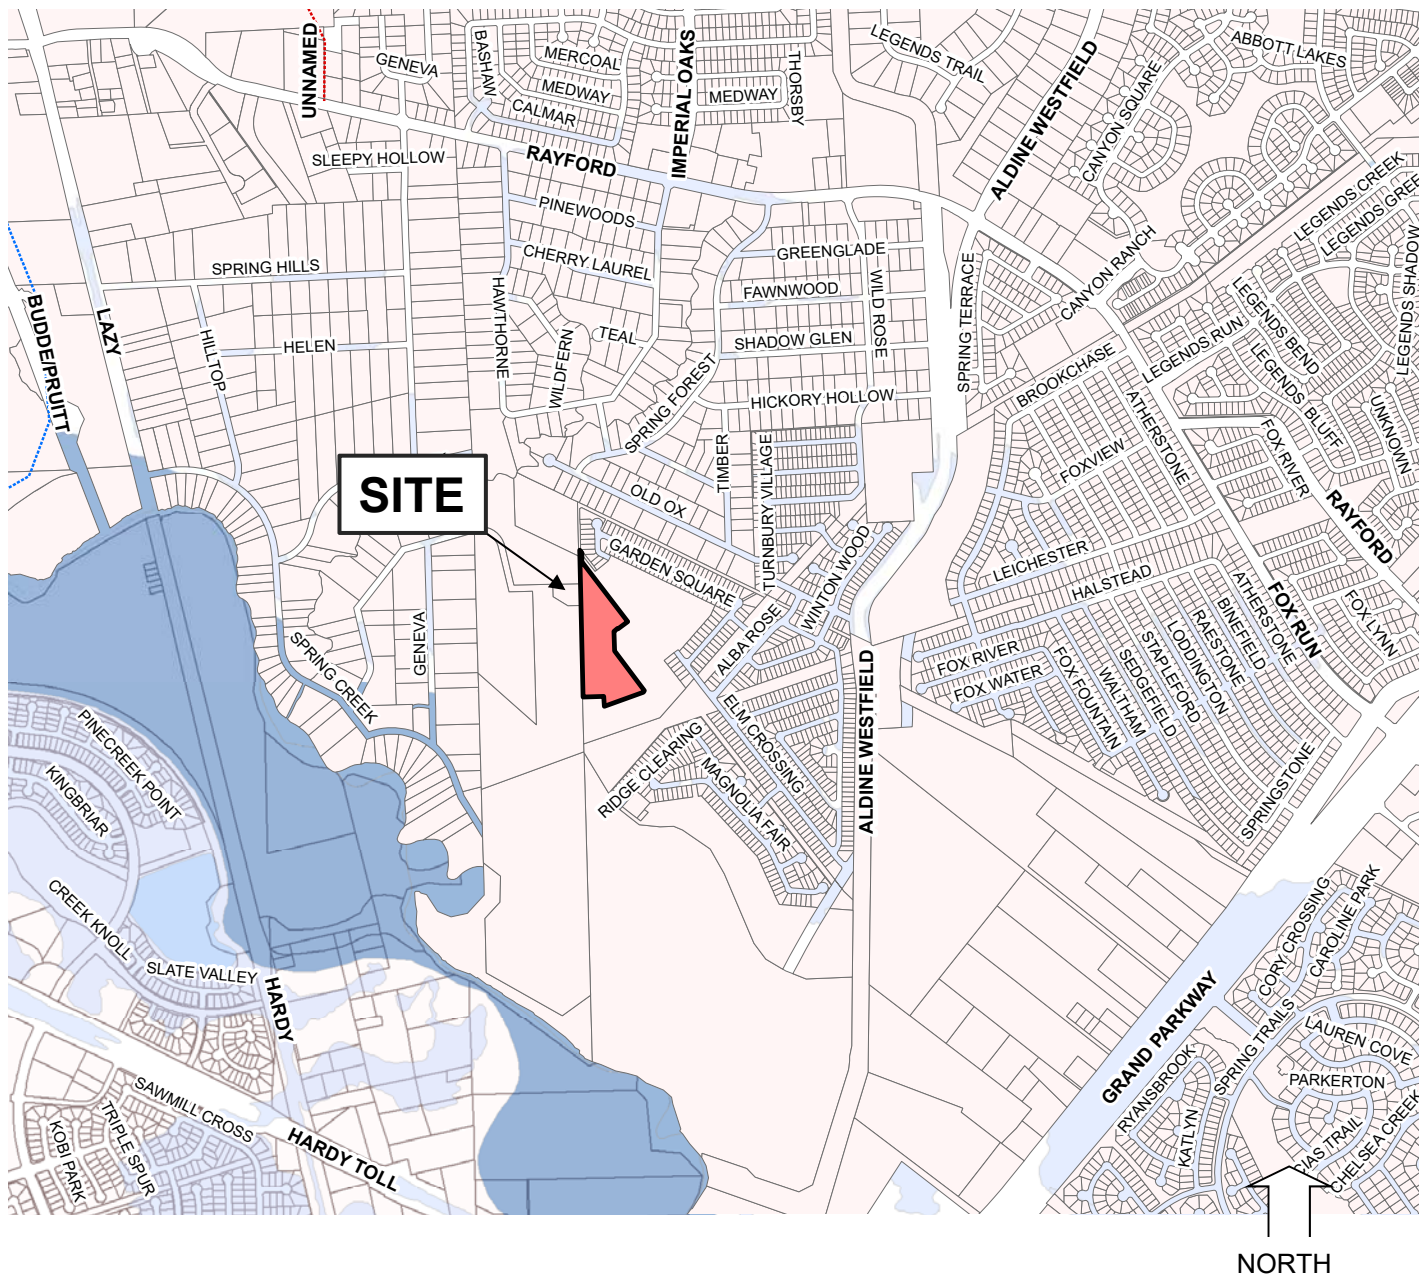 UNNAMED
GENEVA
BASHAW
MERCOAL
MEDWAY
CALMAR
IMPERIAL OAKS
MEDWAY
THORSBY
LEGENDS TRAIL
ALDINE WESTFIELD
CANYON SQUARE
ABBOTT LAKES
SLEEPY HOLLOW
RAYFORD
PINEWOODS
CHERRY LAUREL
SPRING HILLS
HAWTHORNE
GREENGLADE
FAWNWOOD
WILD ROSE
SHADOW GLEN
SPRING TERRACE
CANYON RANCH
LEGENDS CREEK
LEGENDS GREE
LEGENDS SHADOW
LEGENDS BEND
LEGENDS RUN
LEGENDS BLUFF
UNKNOWN
BUDDE/PRUITT
LAZY
HILLTOP
HELEN
WILDFERN
TEAL
SPRING FOREST
HICKORY HOLLOW
BROOKCHASE
ATHERSTONE
FOXVIEW
FOX RIVER
RAYFORD
SITE
TIMBER
TURNBURY VILLAGE
OLD OX
GARDEN SQUARE
WINTON WOOD
ALBA ROSE
LEICHESTER
HALSTEAD
ATHERSTONE
BINEFIELD
RAESTONE
LODDINGTON
STAPLEFORD
SEDGEFIELD
WALTHAM
FOX FOUNTAIN
FOX RIVER
FOX WATER
FOX RUN
FOX LYNN
GENEVA
SPRING CREEK
PINECREEK POINT
KINGBRIAR
ELM CROSSING
RIDGE CLEARING
MAGNOLIA FAIR
ALDINE WESTFIELD
SPRINGSTONE
CREEK KNOLL
SLATE VALLEY
HARDY
CORY CROSSING
CAROLINE PARK
GRAND PARKWAY
SPRING TRAILS
LAUREN COVE
RYANSBROOK
PARKERTON
KATLYN
CIAS TRAIL
CHELSEA CREEK
SAWMILL CROSS
TRIPLE SPUR
KOBI PARK
HARDY TOLL
NORTH